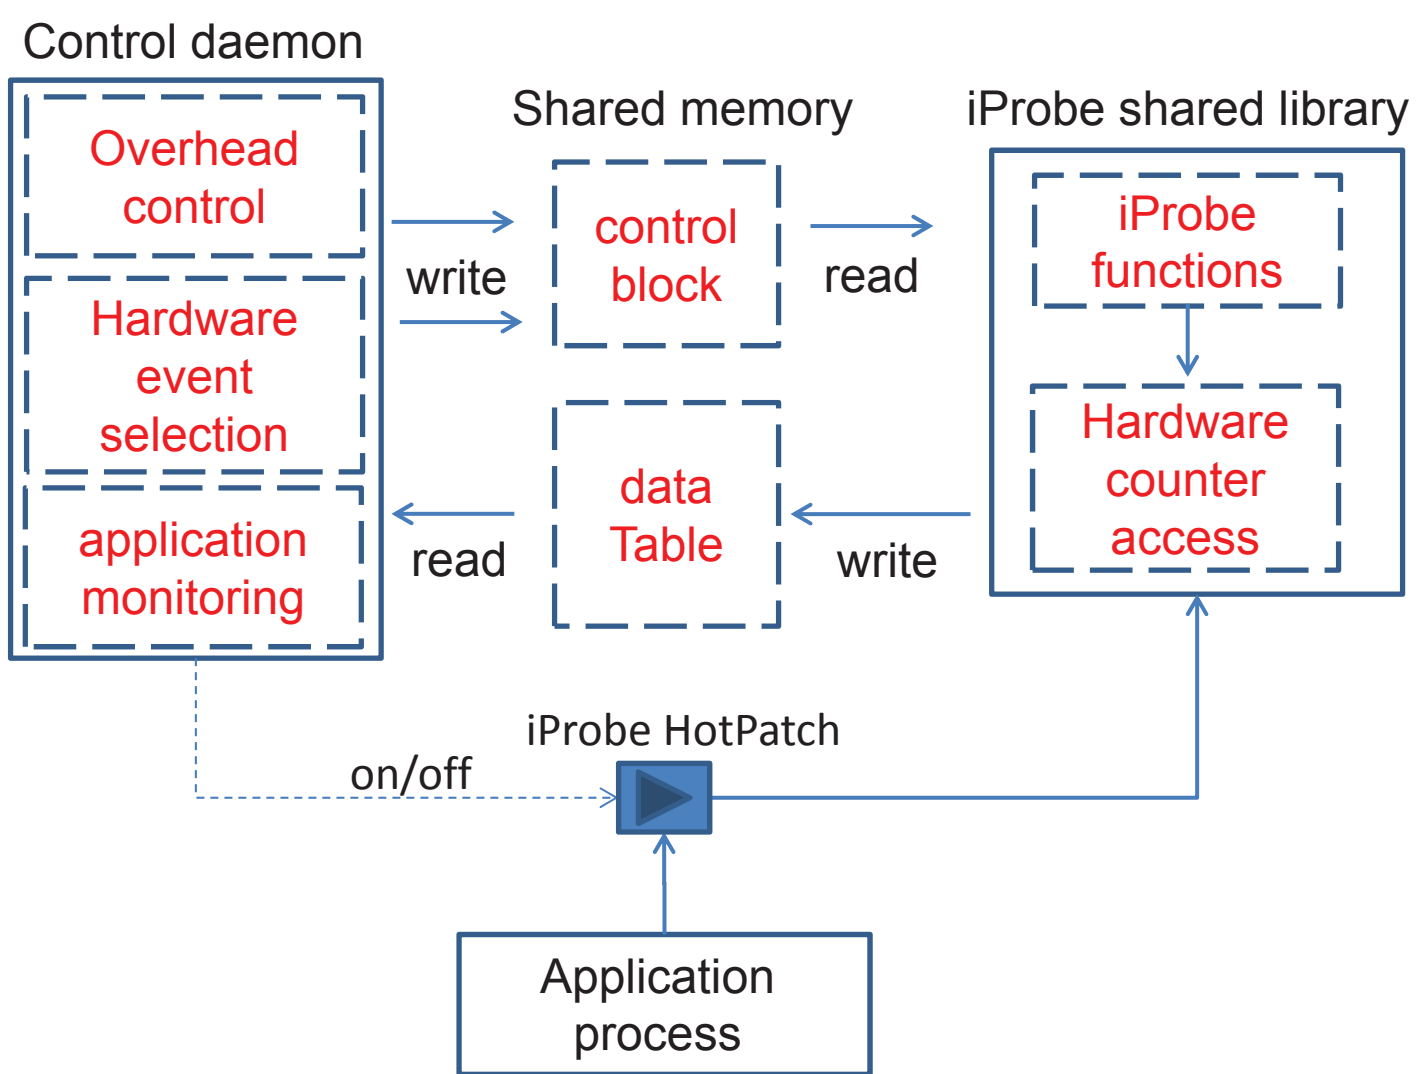 Control daemon
Overhead
control
Hardware
event
selection
application
monitoring
write
read
Shared memory
control
block
data
Table
read
write
iProbe shared library
iProbe
functions
Hardware
counter
access
iProbe HotPatch
on/off
Application
process